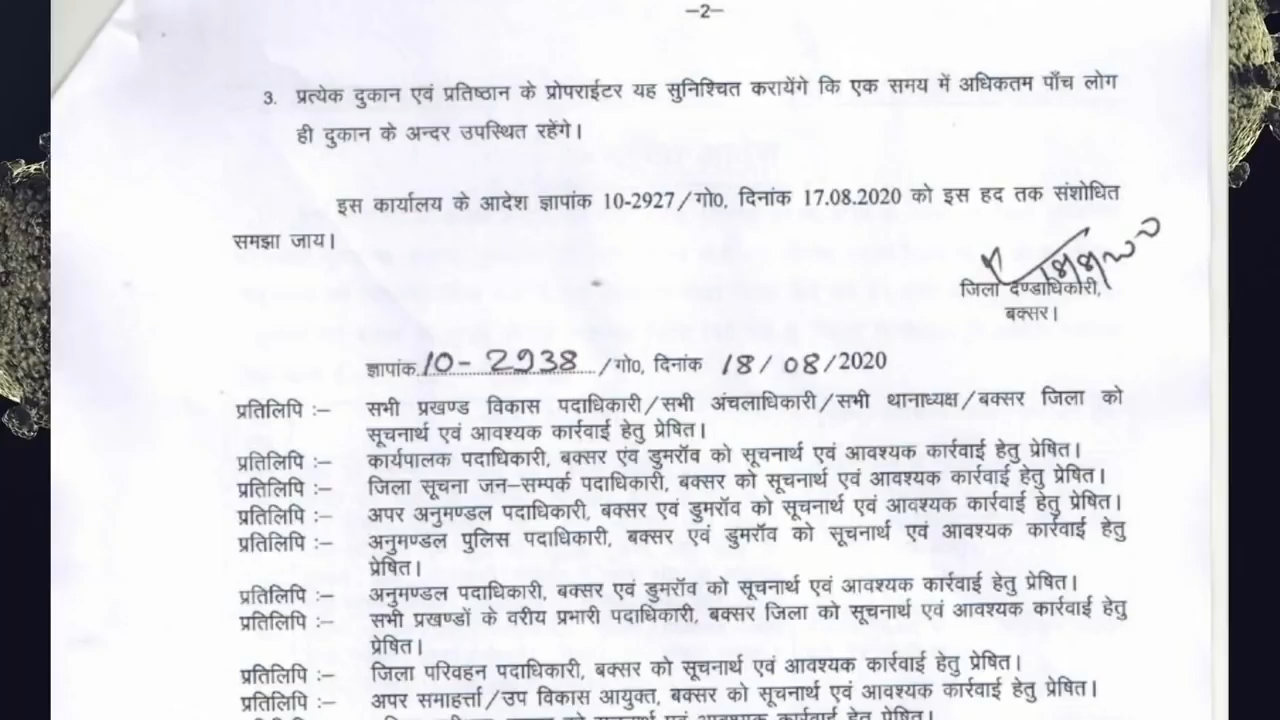 –2–
3. प्रत्येक दुकान एवं प्रतिष्ठान के प्रोपराईटर यह सुनिश्चित करायेंगे कि एक समय में अधिकतम पाँच लोग
ही दुकान के अन्दर उपस्थित रहेंगे।
इस कार्यालय के आदेश ज्ञापांक 10-2927/गो0, दिनांक 17.08.2020 को इस हद तक संशोधित
समझा जाय।
जिला दण्डाधिकारी,
बक्सर।
ज्ञापांक 10-2938 /गो0, दिनांक 18/08/2020
प्रतिलिपि :– सभी प्रखण्ड विकास पदाधिकारी/सभी अंचलाधिकारी/सभी थानाध्यक्ष/बक्सर जिला को
सूचनार्थ एवं आवश्यक कार्रवाई हेतु प्रेषित।
प्रतिलिपि :– कार्यपालक पदाधिकारी, बक्सर एंव डुमरॉव को सूचनार्थ एवं आवश्यक कार्रवाई हेतु प्रेषित।
प्रतिलिपि :– जिला सूचना जन–सम्पर्क पदाधिकारी, बक्सर को सूचनार्थ एवं आवश्यक कार्रवाई हेतु प्रेषित।
प्रतिलिपि :– अपर अनुमण्डल पदाधिकारी, बक्सर एवं डुमरॉव को सूचनार्थ एवं आवश्यक कार्रवाई हेतु प्रेषित।
प्रतिलिपि :– अनुमण्डल पुलिस पदाधिकारी, बक्सर एवं डुमरॉव को सूचनार्थ एवं आवश्यक कार्रवाई हेतु
प्रेषित।
प्रतिलिपि :– अनुमण्डल पदाधिकारी, बक्सर एवं डुमरॉव को सूचनार्थ एवं आवश्यक कार्रवाई हेतु प्रेषित।
प्रतिलिपि :– सभी प्रखण्डों के वरीय प्रभारी पदाधिकारी, बक्सर जिला को सूचनार्थ एवं आवश्यक कार्रवाई हेतु
प्रेषित।
प्रतिलिपि :– जिला परिवहन पदाधिकारी, बक्सर को सूचनार्थ एवं आवश्यक कार्रवाई हेतु प्रेषित।
प्रतिलिपि :– अपर समाहर्त्ता/उप विकास आयुक्त, बक्सर को सूचनार्थ एवं आवश्यक कार्रवाई हेतु प्रेषित।